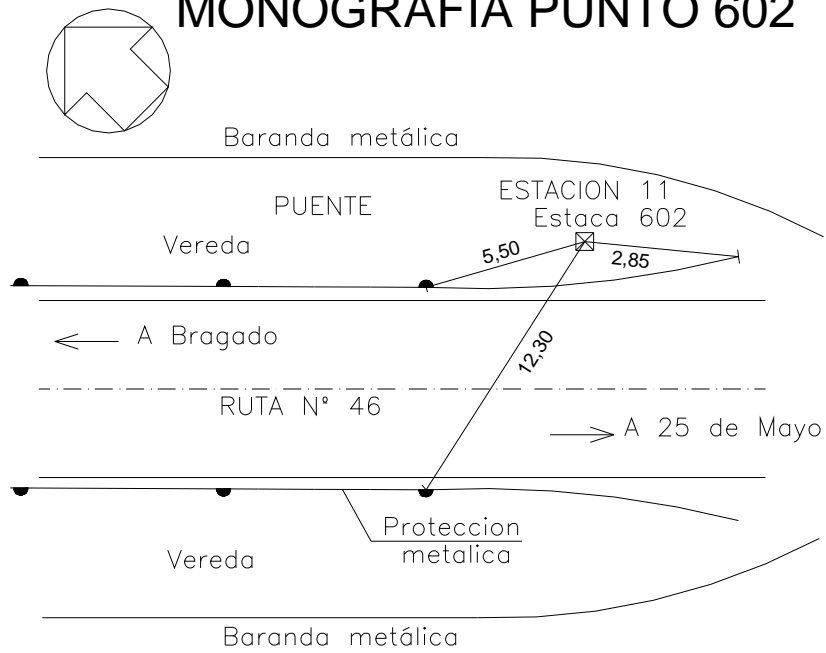 MONOGRAFIA PUNTO 602
Baranda metálica
ESTACION 11
PUENTE
Estaca 602
Vereda
5,50
2,85
A Bragado
12,30
RUTA Nº 46
A 25 de Mayo
Proteccion
metalica
Vereda
Baranda metálica